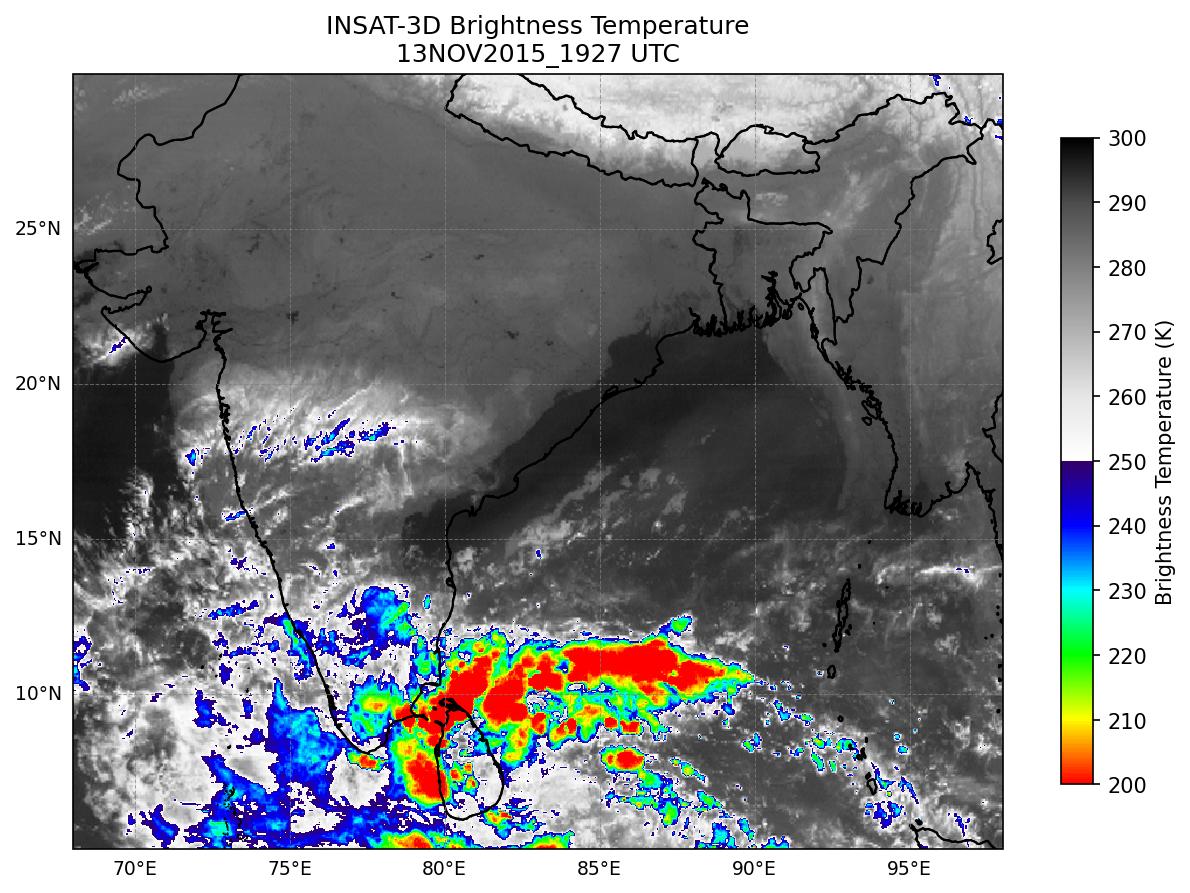 INSAT-3D Brightness Temperature
13NOV2015_1927 UTC
25°N
20°N
15°N
10°N
70°E
75°E
80°E
85°E
90°E
95°E
300
290
280
270
260
250
240
230
220
210
200
Brightness Temperature (K)